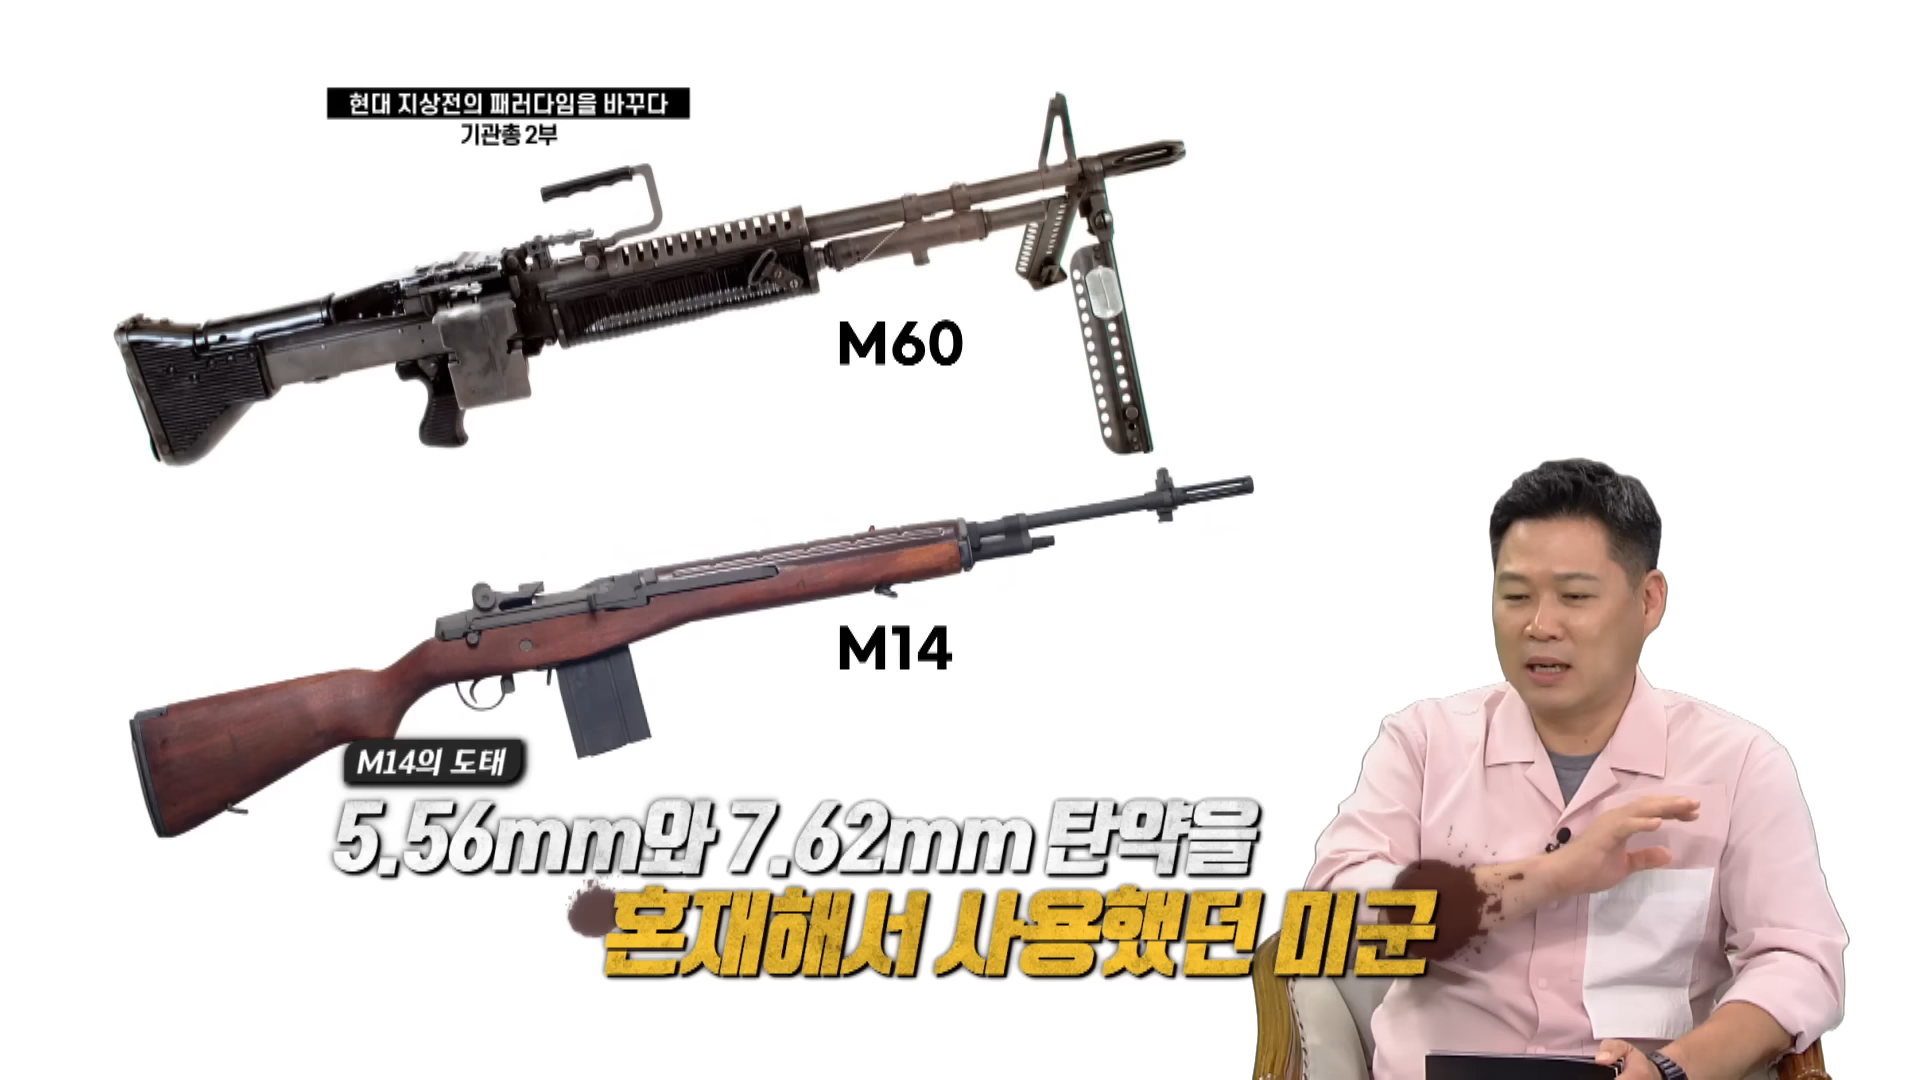 현대 지상전의 패러다임을 바꾸다
기관총 2부
M60
M14
M14의 도태
5.56mm와 7.62mm 탄약을
혼재해서 사용했던 미군